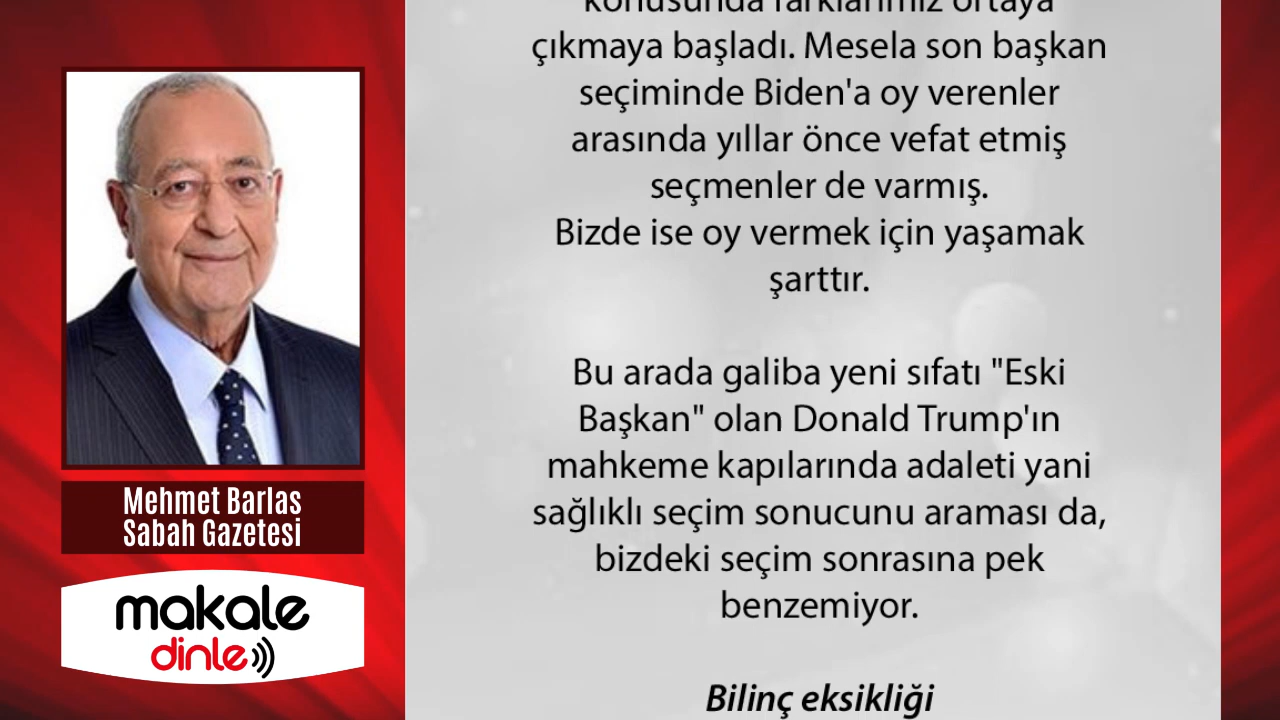 konusunda farklarımız ortaya
çıkmaya başladı. Mesela son başkan
seçiminde Biden'a oy verenler
arasında yıllar önce vefat etmiş
seçmenler de varmış.
Bizde ise oy vermek için yaşamak
şarttır.
Bu arada galiba yeni sıfatı "Eski
Başkan" olan Donald Trump'ın
mahkeme kapılarında adaleti yani
sağlıklı seçim sonucunu araması da,
bizdeki seçim sonrasına pek
benzemiyor.
Bilinç eksikliği
Mehmet Barlas
Sabah Gazetesi
makale
dinle